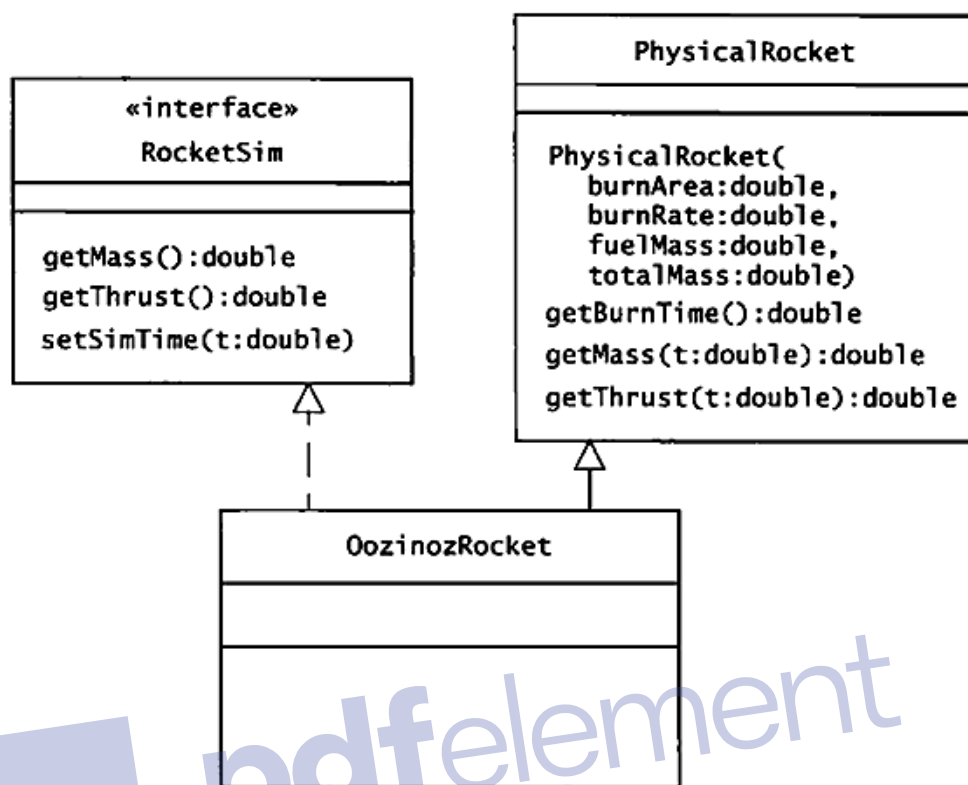 «interface»
RocketSim
getMass():double
getThrust():double
setSimTime(t:double)
PhysicalRocket
PhysicalRocket(
burnArea:double,
burnRate:double,
fuelMass:double,
totalMass:double)
getBurnTime():double
getMass(t:double):double
getThrust(t:double):double
OozinozRocket
pdfelement